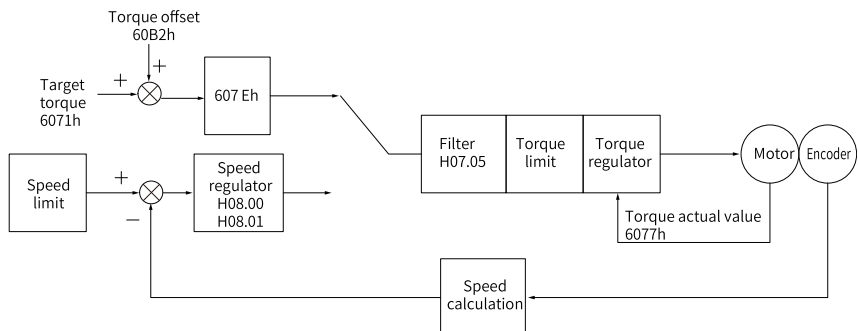 Torque offset
60B2h
+
+
Target
torque
6071h
607 Eh
Filter
H07.05
Torque
limit
Torque
regulator
Motor
Encoder
Speed
limit
+
−
Speed
regulator
H08.00
H08.01
Torque actual value
6077h
Speed
calculation